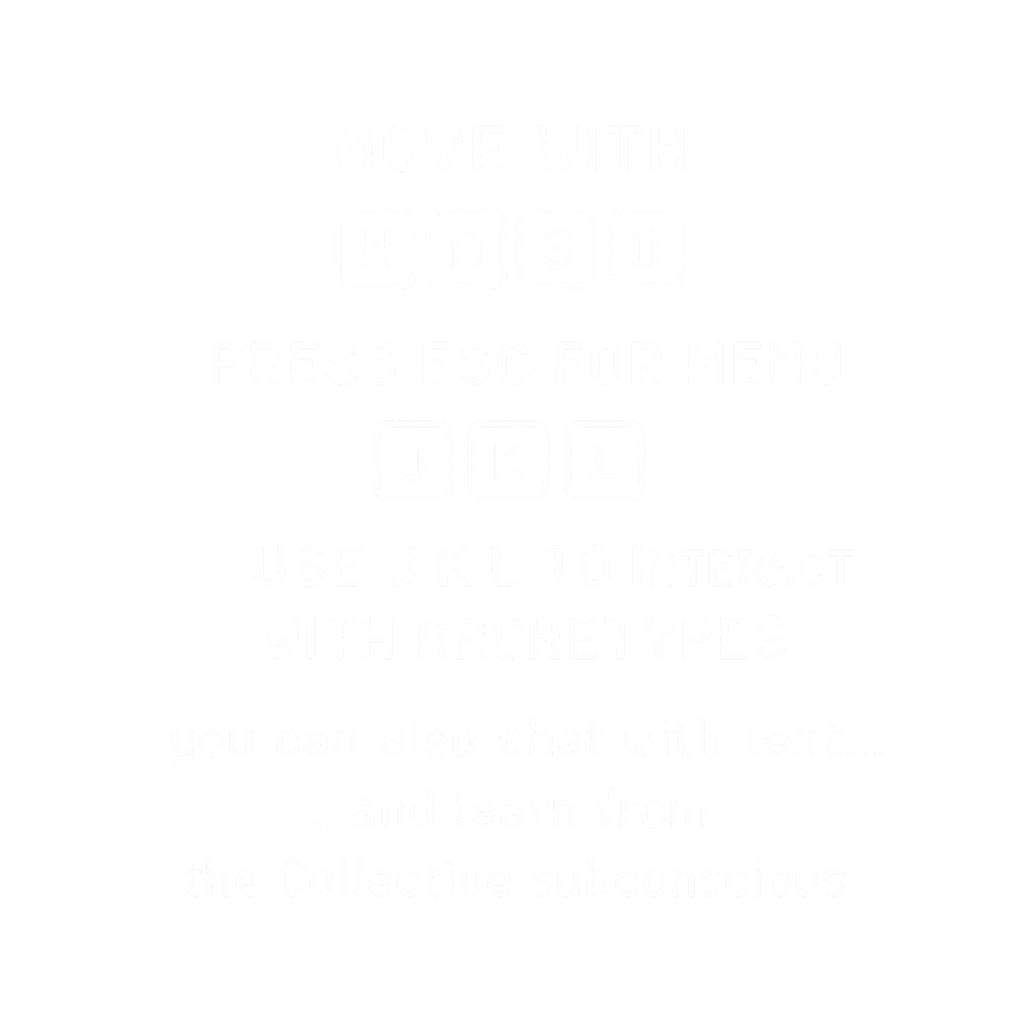 MOVE WITH
W A S D
PRESS ESC FOR MENU
J K L
USE J K L TO INTERACT
WITH ARCHETYPES
you can also chat with text...
...and learn from
the Collective subconscious